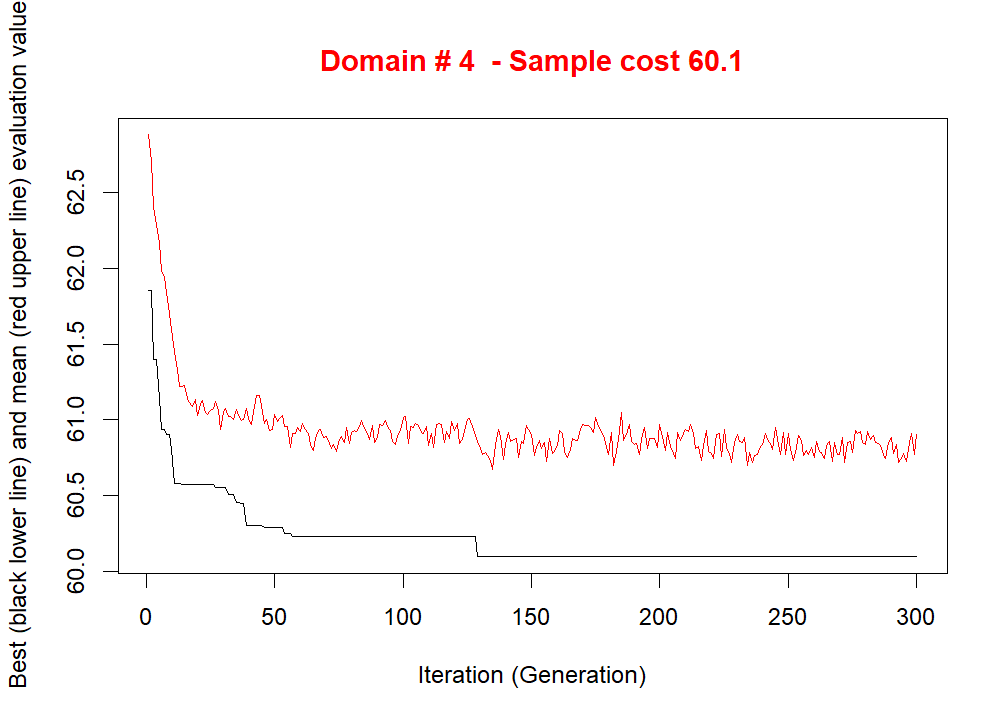 Domain # 4  - Sample cost 60.1
Best (black lower line) and mean (red upper line) evaluation value
62.5
62.0
61.5
61.0
60.5
60.0
0 50 100 150 200 250 300
Iteration (Generation)